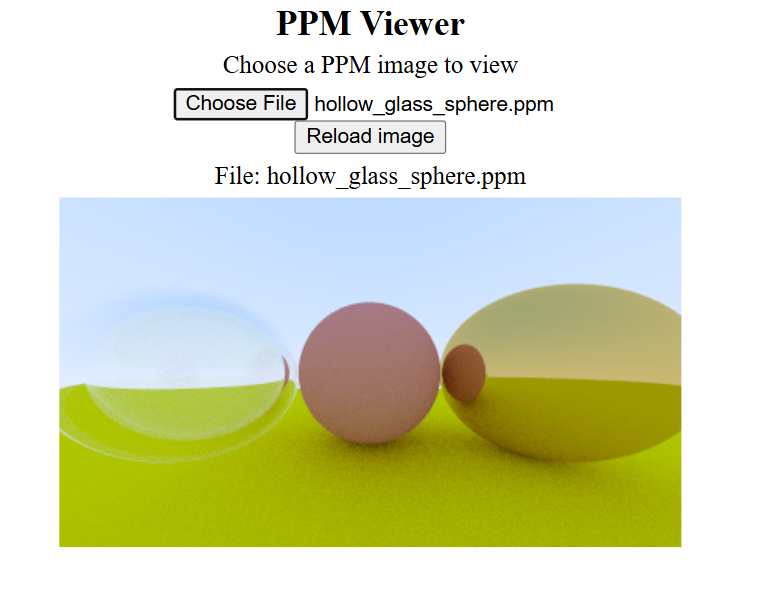 PPM Viewer
Choose a PPM image to view
Choose File hollow_glass_sphere.ppm
Reload image
File: hollow_glass_sphere.ppm